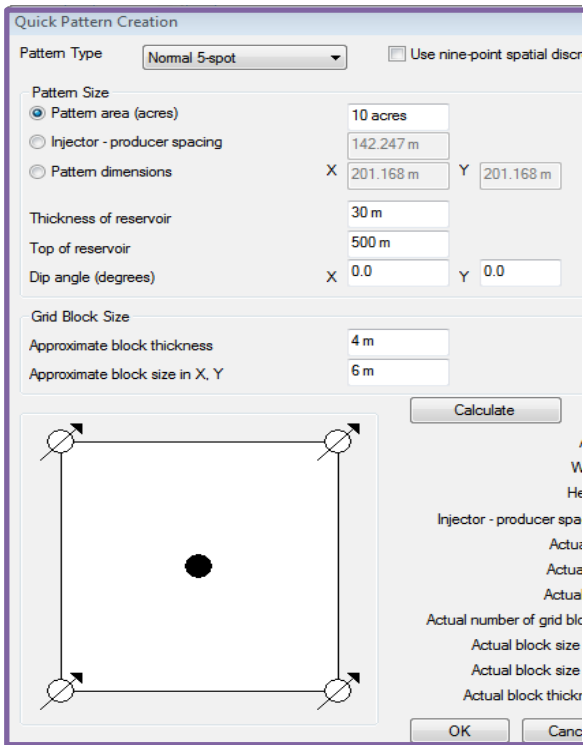 Quick Pattern Creation
Pattern Type Normal 5-spot Use nine-point spatial discr
Pattern Size
Pattern area (acres) 10 acres
Injector - producer spacing 142.247 m
Pattern dimensions X 201.168 m Y 201.168 m
Thickness of reservoir 30 m
Top of reservoir 500 m
Dip angle (degrees) X 0.0 Y 0.0
Grid Block Size
Approximate block thickness 4 m
Approximate block size in X, Y 6 m
Calculate
W
He
Injector - producer spa
Actua
Actua
Actual
Actual number of grid blo
Actual block size
Actual block size
Actual block thickn
OK Canc